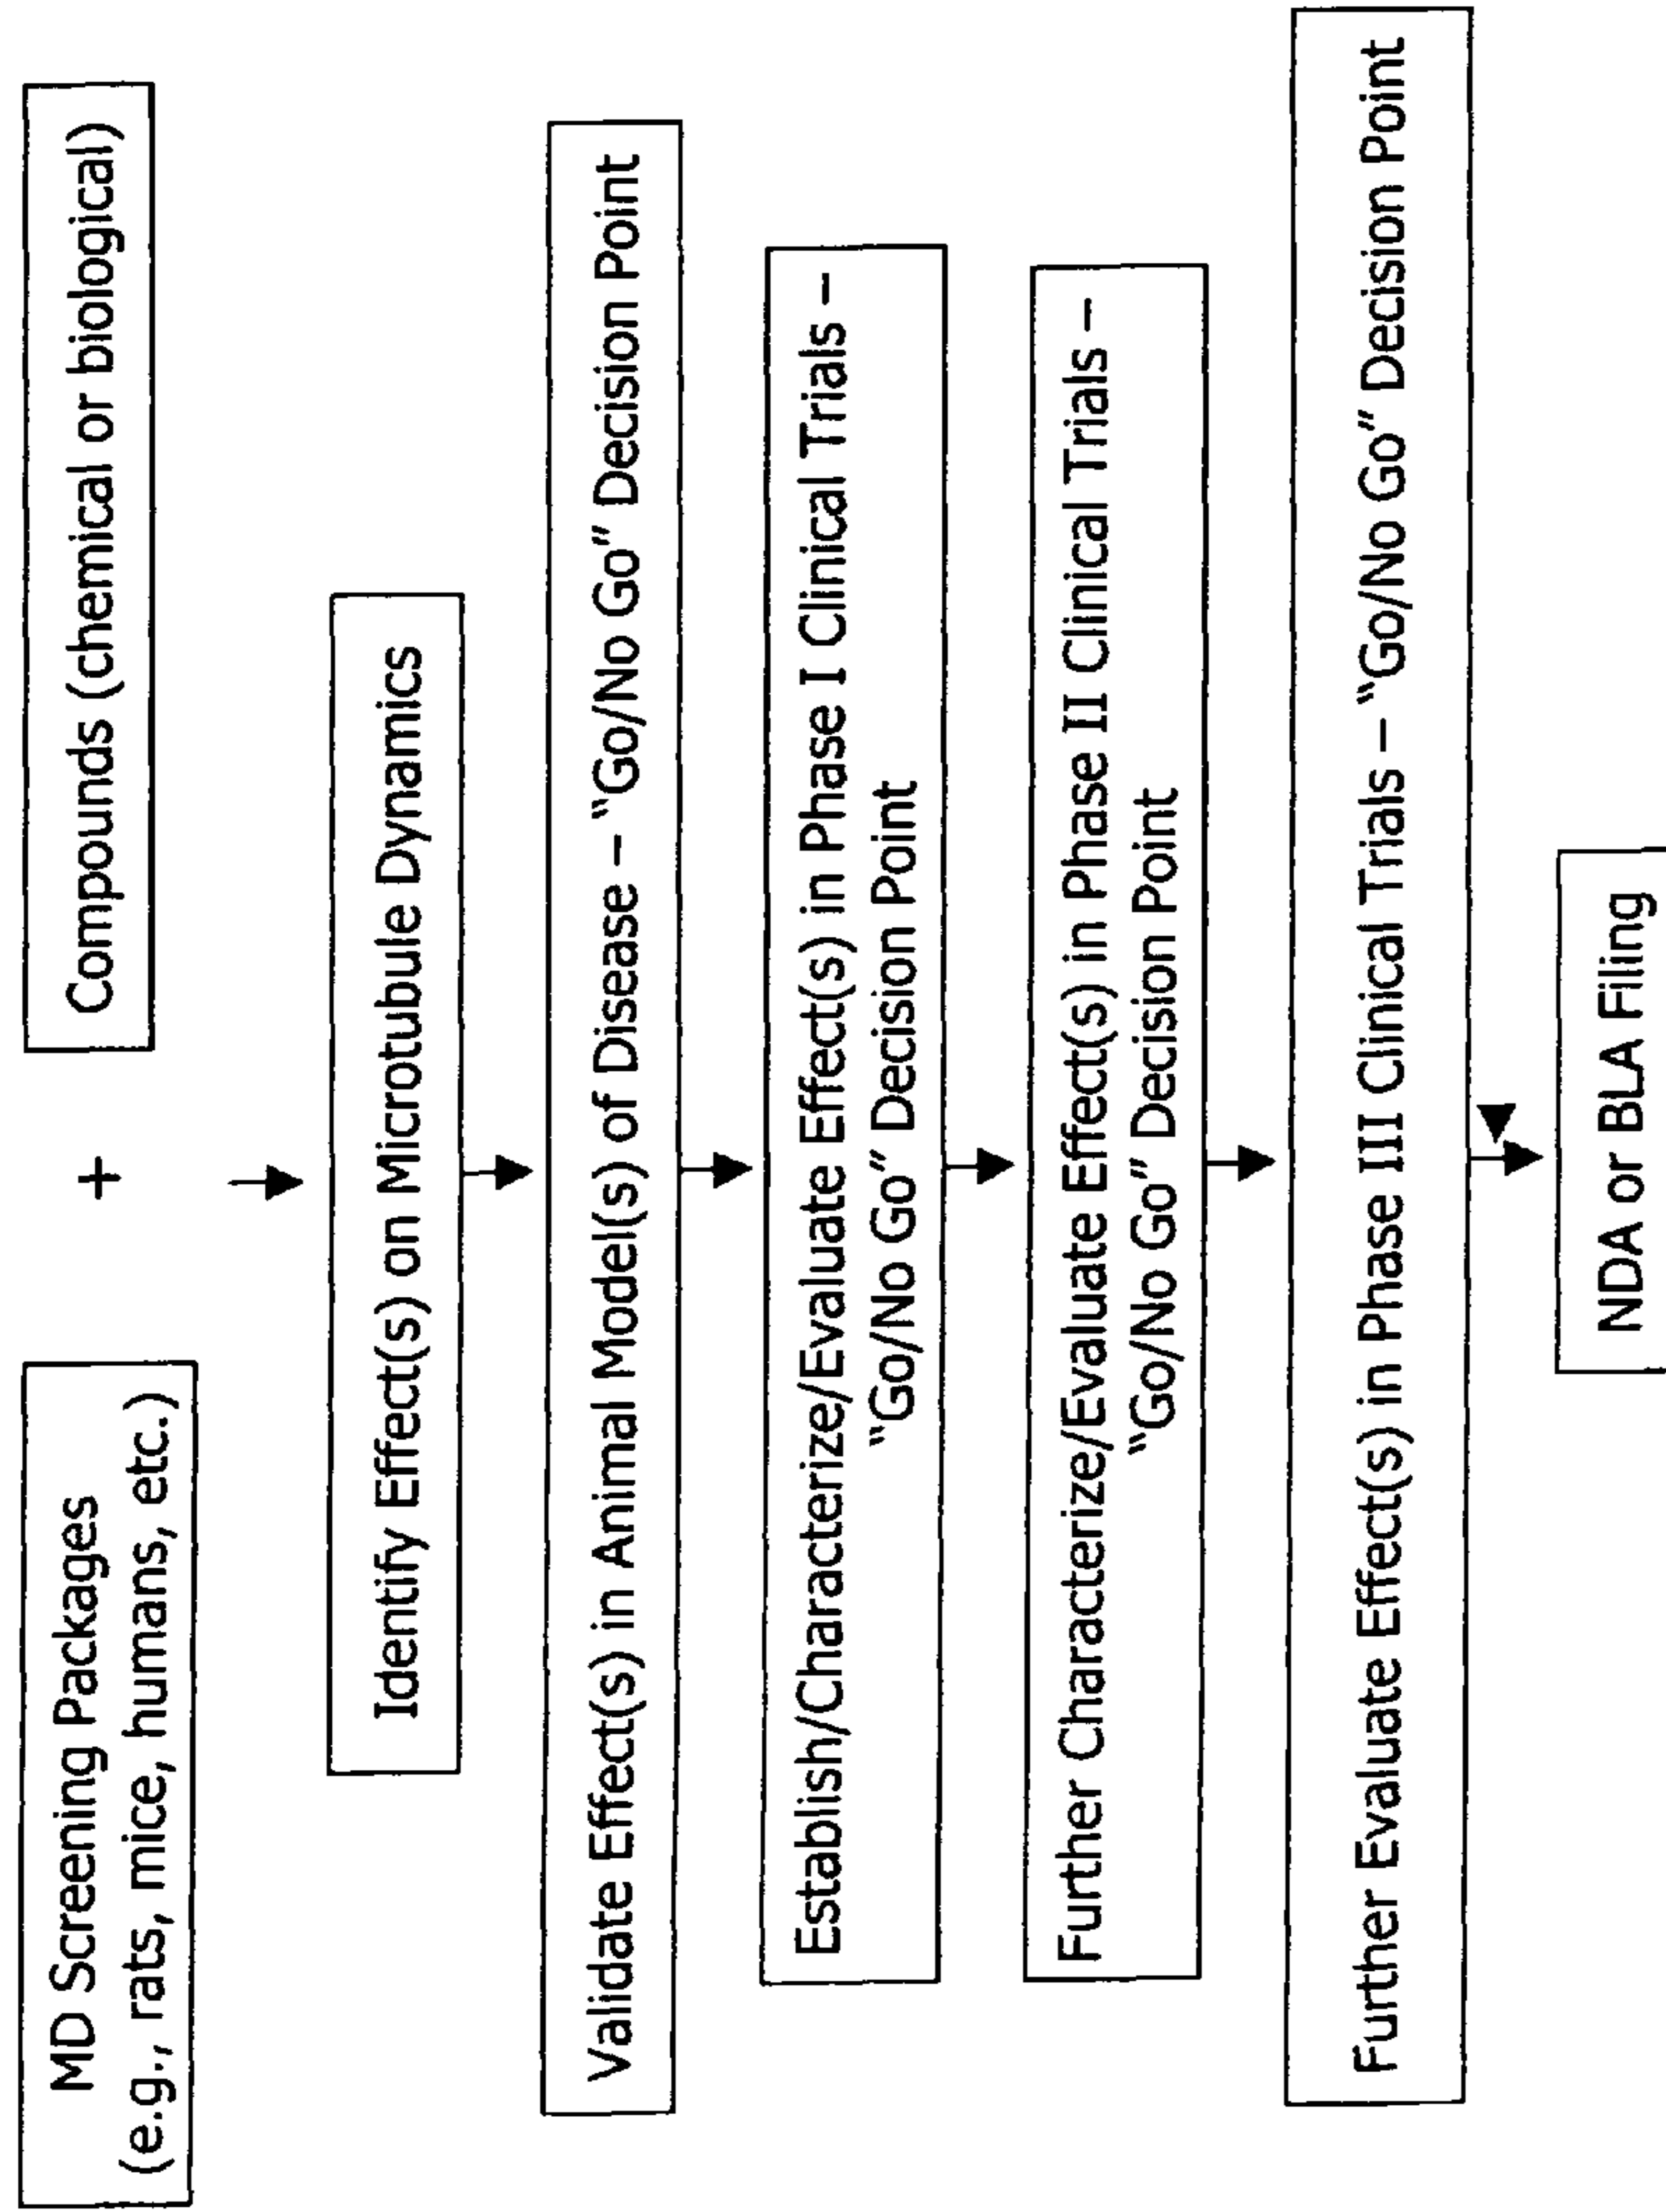 MD Screening Packages
(e.g., rats, mice, humans, etc.)
+
Compounds (chemical or biological)
Identify Effect(s) on Microtubule Dynamics
Validate Effect(s) in Animal Model(s) of Disease – “Go/No Go” Decision Point
Establish/Characterize/Evaluate Effect(s) in Phase I Clinical Trials –
“Go/No Go” Decision Point
Further Characterize/Evaluate Effect(s) in Phase II Clinical Trials –
“Go/No Go” Decision Point
Further Evaluate Effect(s) in Phase III Clinical Trials – “Go/No Go” Decision Point
NDA or BLA Filing